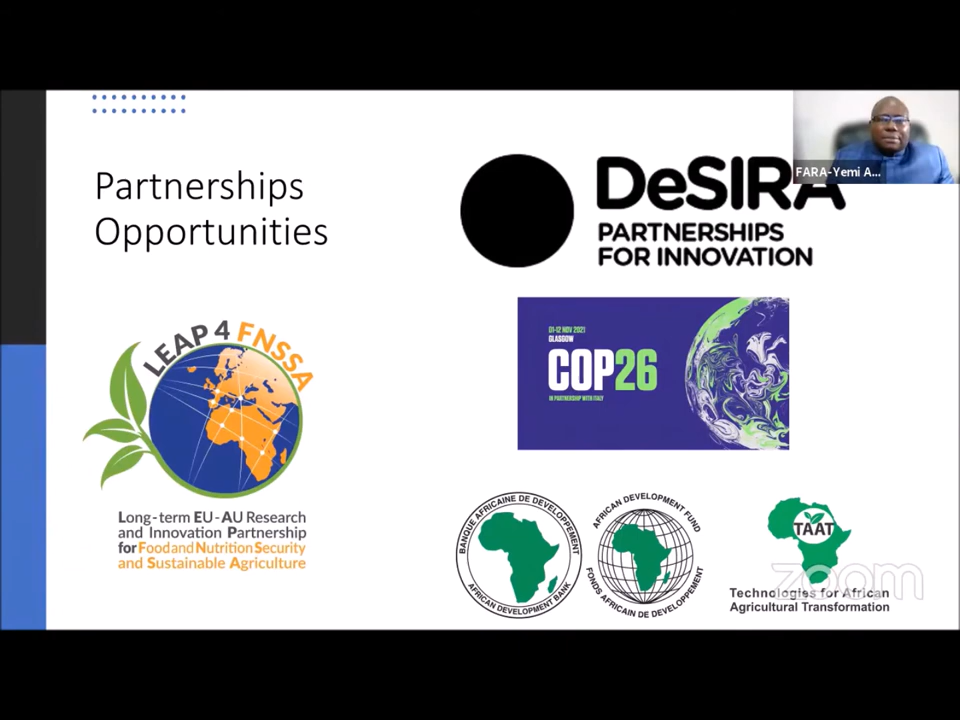 Partnerships
Opportunities
DeSIRA
PARTNERSHIPS
FOR INNOVATION
FARA-Yemi A...
LEAP 4 FNSSA
Long-term EU-AU Research
and Innovation Partnership
for Food and Nutrition Security
and Sustainable Agriculture
01-12 NOV 2021
GLASGOW
COP26
IN PARTNERSHIP WITH ITALY
BANQUE AFRICAINE DE DEVELOPPEMENT
AFRICAN DEVELOPMENT BANK
AFRICAN DEVELOPMENT FUND
FONDS AFRICAIN DE DEVELOPPEMENT
TAAT
Technologies for African
Agricultural Transformation
zoom